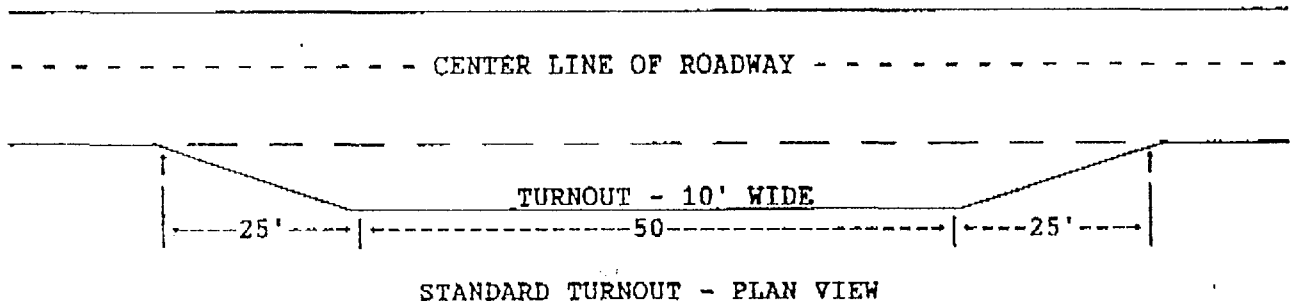 CENTER LINE OF ROADWAY
TURNOUT - 10' WIDE
25' 50 25'
STANDARD TURNOUT - PLAN VIEW